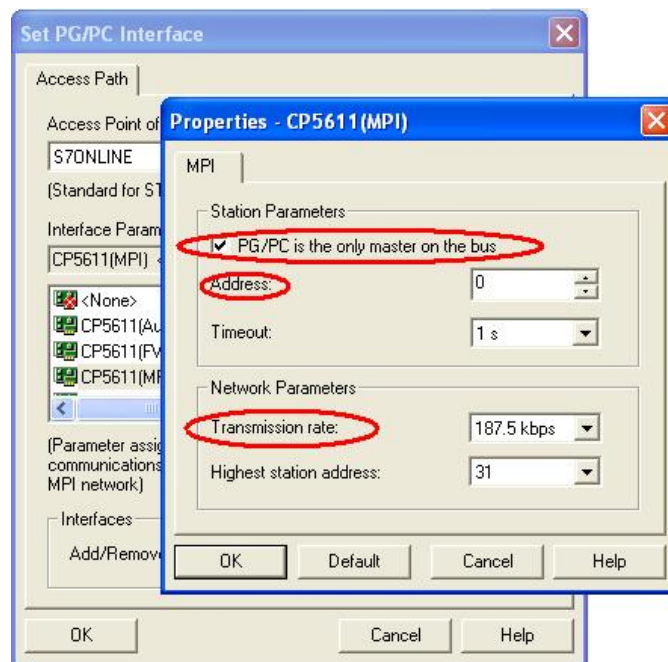 Set PG/PC Interface
Access Path
Access Point of
S7ONLINE
(Standard for ST
Interface Param
CP5611(MPI) <
<None>
CP5611(Au
CP5611(FW
CP5611(MP
(Parameter assig
communications
MPI network)
Interfaces
Add/Remove
OK
Cancel
Help
Properties - CP5611(MPI)
MPI
Station Parameters
PG/PC is the only master on the bus
Address:
0
Timeout:
1 s
Network Parameters
Transmission rate:
187.5 kbps
Highest station address:
31
OK
Default
Cancel
Help